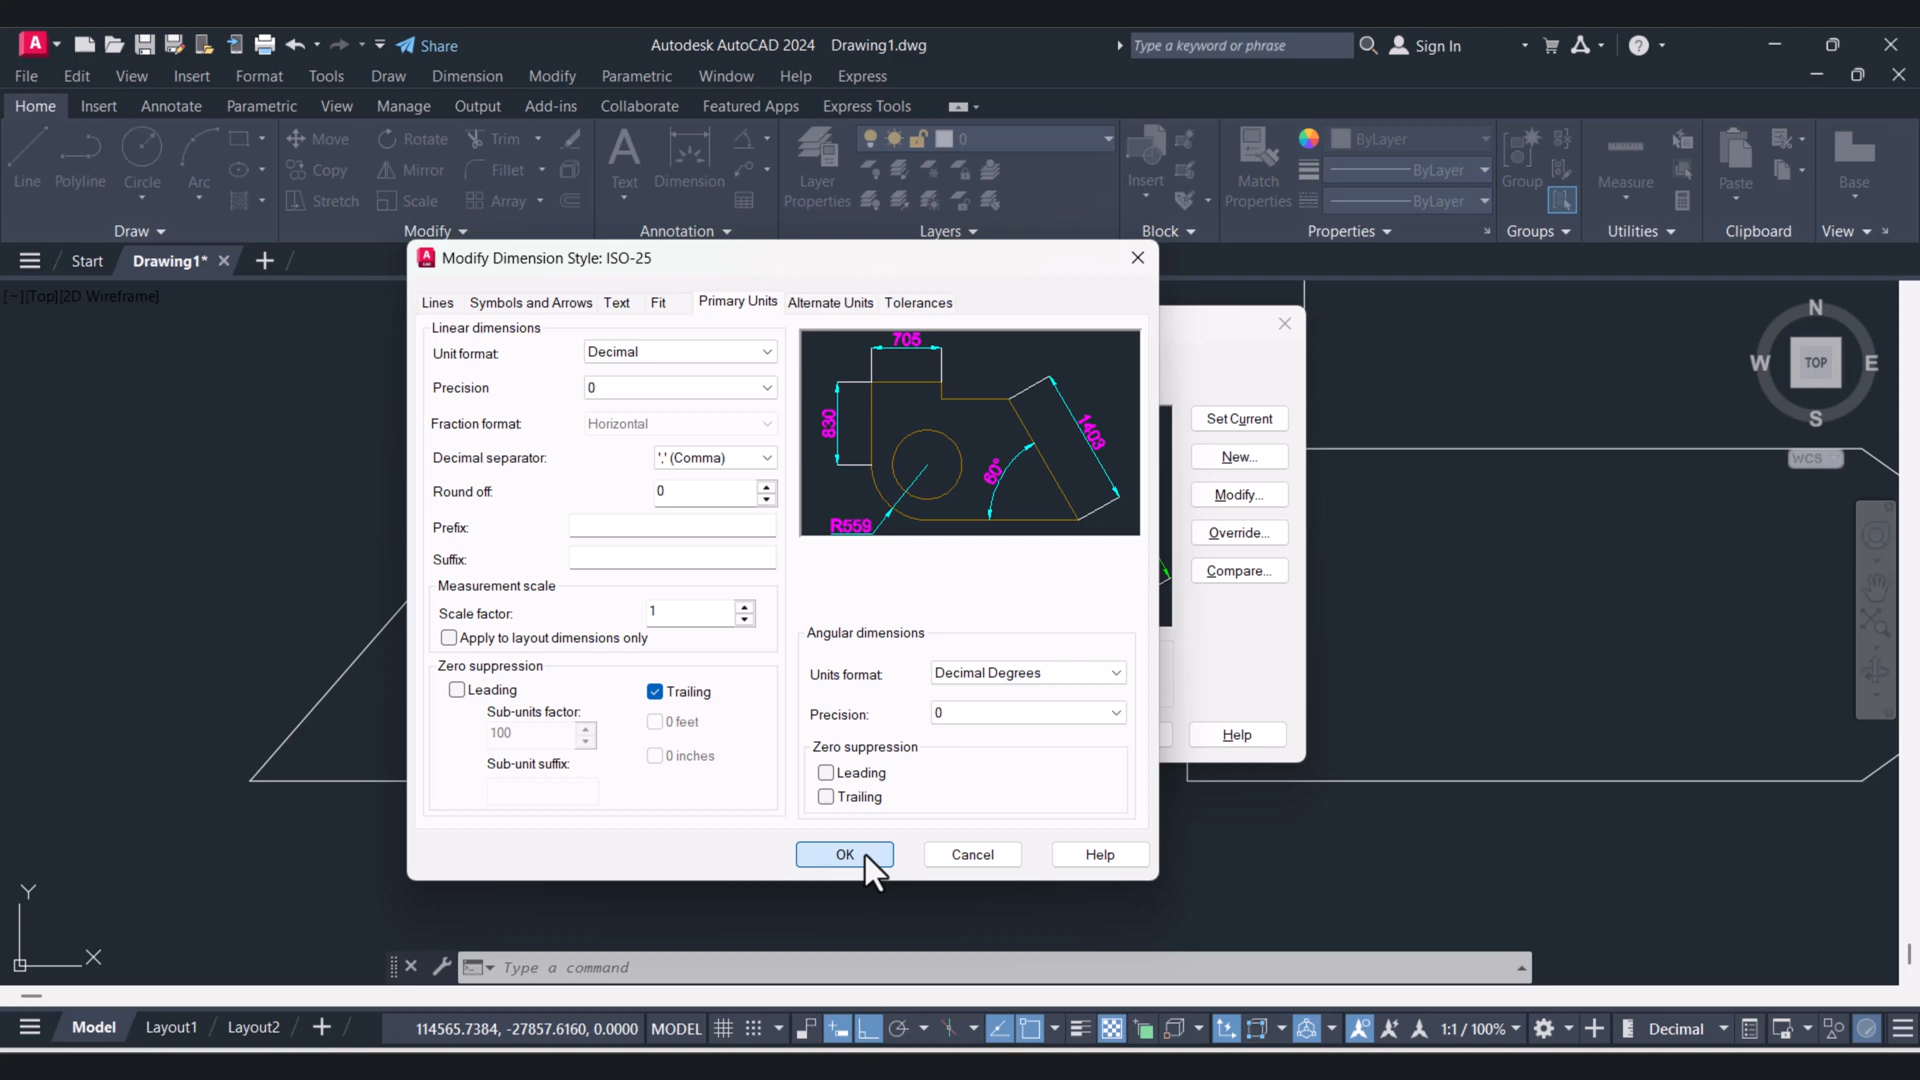 A Share Autodesk AutoCAD 2024 Drawing1.dwg Type a keyword or phrase Sign In
File Edit View Insert Format Tools Draw Dimension Modify Parametric Window Help Express
Home Insert Annotate Parametric View Manage Output Add-ins Collaborate Featured Apps Express Tools
Move Rotate Trim 0 ByLayer
Copy Mirror Fillet ByLayer
Line Polyline Circle Arc Text Dimension Layer Insert Match Group Measure Paste Base
Stretch Scale Array Properties Properties ByLayer
Draw Modify Annotation Layers Block Properties Groups Utilities Clipboard View
Start Drawing1* 
[−][Top][2D Wireframe]
Modify Dimension Style: ISO-25
Lines Symbols and Arrows Text Fit Primary Units Alternate Units Tolerances
Linear dimensions
Unit format: Decimal
Precision 0
Fraction format: Horizontal
Decimal separator: ',' (Comma)
Round off: 0
Prefix:
Suffix:
Measurement scale
Scale factor: 1
Apply to layout dimensions only
Zero suppression
Leading Trailing
Sub-units factor: 0 feet
100
Sub-unit suffix: 0 inches
705
830
1403
60°
R559
Angular dimensions
Units format: Decimal Degrees
Precision: 0
Zero suppression
Leading
Trailing
OK Cancel Help
Set Current
New...
Modify...
Override...
Compare...
Help
N
W TOP E
S
WCS
Y
X
Type a command
Model Layout1 Layout2 114565.7384, -27857.6160, 0.0000 MODEL 1:1 / 100% Decimal